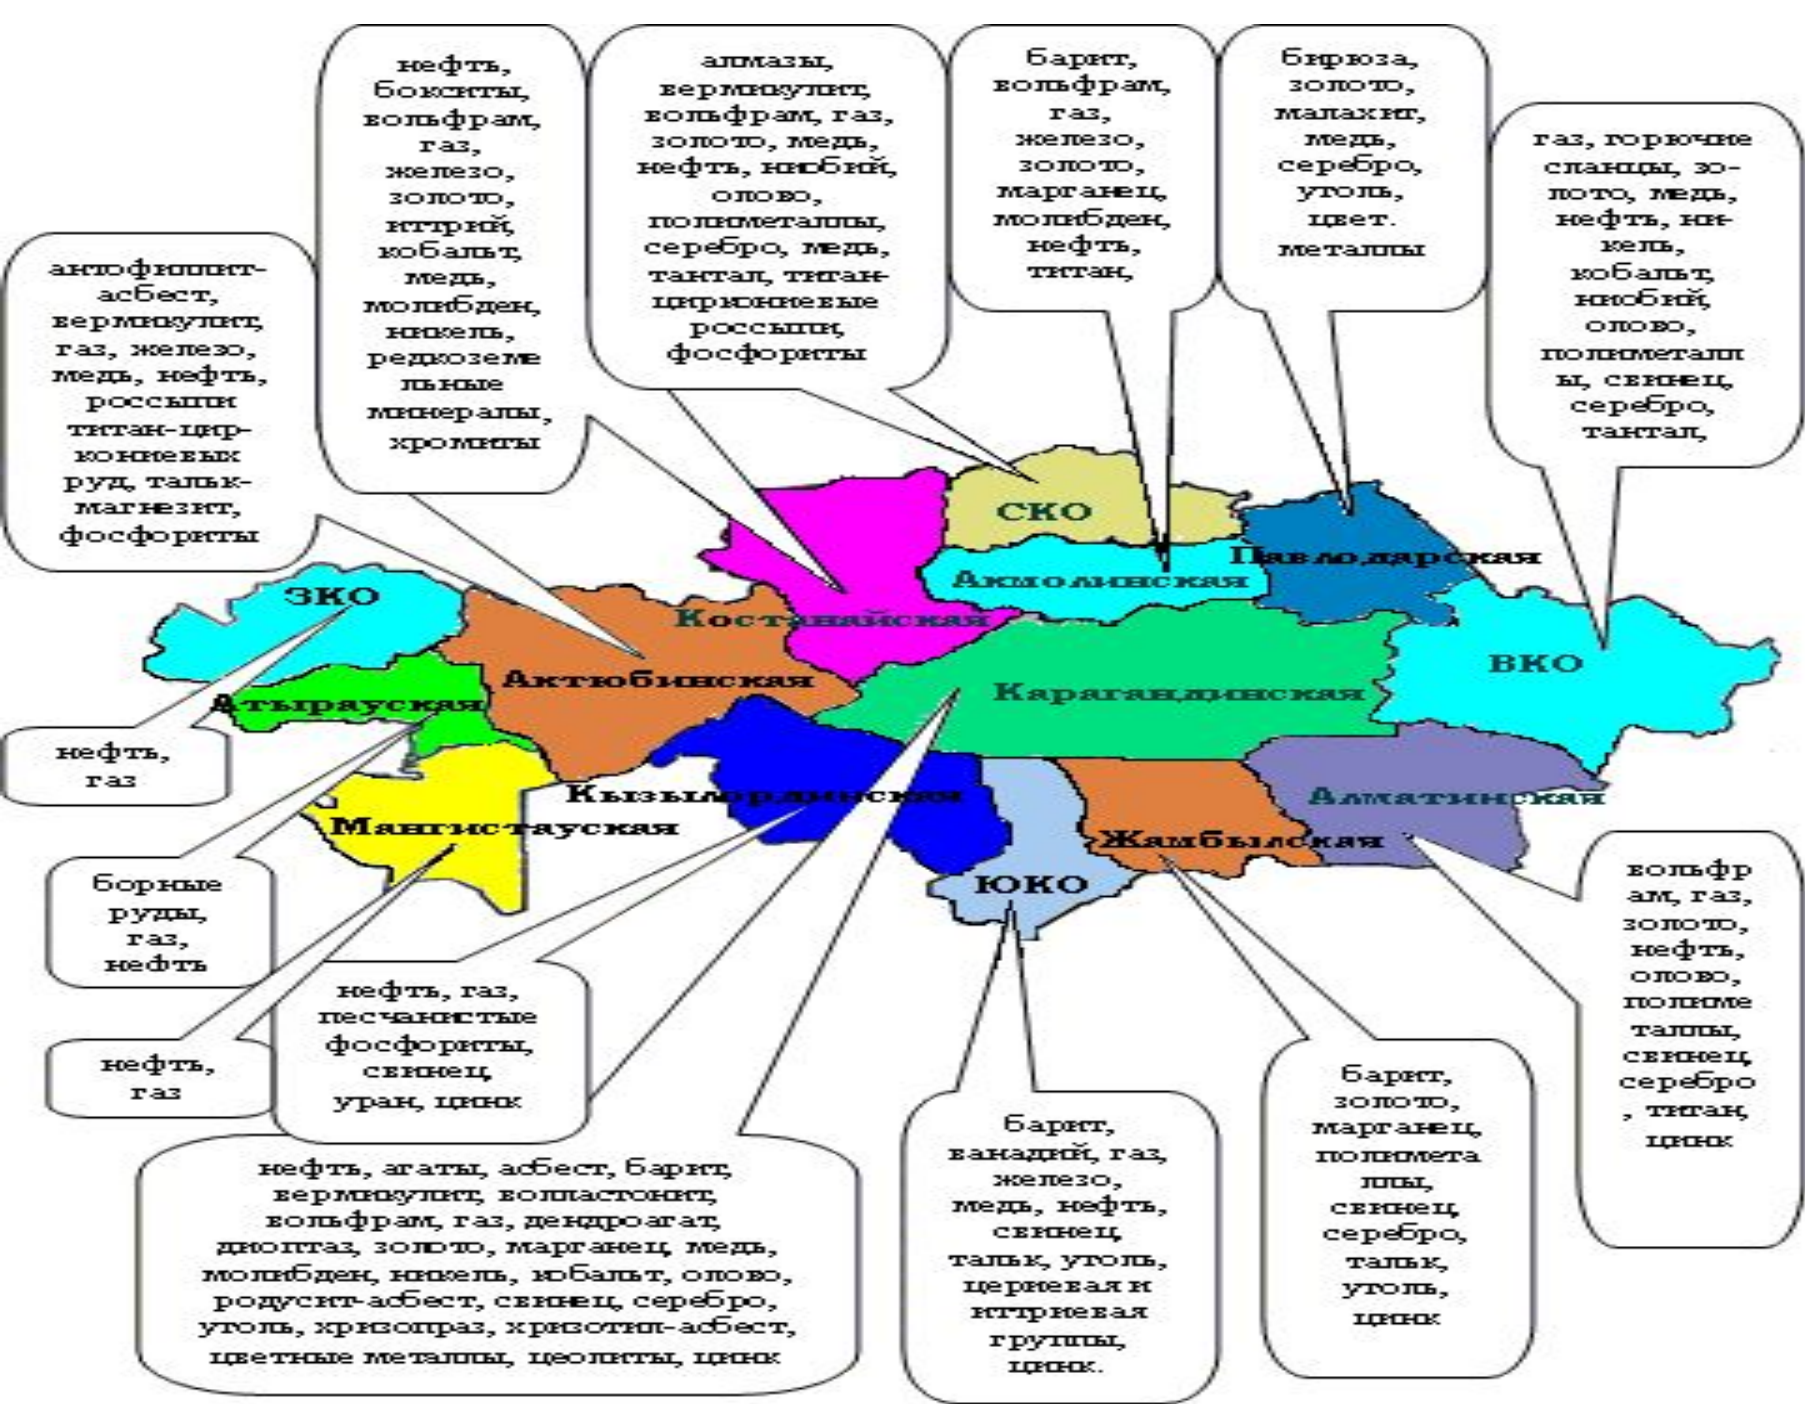 нефть,
бокситы,
вольфрам,
газ,
железо,
золото,
иттрий,
кобальт,
медь,
молибден,
никель,
редкоземе
льные
минералы,
хромиты
алмазы,
вермикулит,
вольфрам, газ,
золото, медь,
нефть, ниобий,
олово,
полиметаллы,
серебро, медь,
тантал, титан-
циркониевые
россыпи,
фосфориты
барит,
вольфрам,
газ,
железо,
золото,
марганец,
молибден,
нефть,
титан,
бирюза,
золото,
малахит,
медь,
серебро,
уголь,
цвет.
металлы
газ, горючие
сланцы, зо-
лото, медь,
нефть, ни-
кель,
кобальт,
ниобий,
олово,
полиметалл
ы, свинец,
серебро,
тантал,
антофиллит-
асбест,
вермикулит,
газ, железо,
медь, нефть,
россыпи
титан-цир-
кониевых
руд, тальк-
магнезит,
фосфориты
СКО
Павлодарская
Акмолинская
ЗКО
Костанайская
ВКО
Актюбинская
Карагандинская
Атырауская
Кызылординская
Алматинская
Мангистауская
Жамбылская
ЮКО
нефть,
газ
борные
руды,
газ,
нефть
нефть,
газ
нефть, газ,
песчанистые
фосфориты,
свинец,
уран, цинк
нефть, агаты, асбест, барит,
вермикулит, волластонит,
вольфрам, газ, дендроагат,
диоптаз, золото, марганец, медь,
молибден, никель, кобальт, олово,
родусит-асбест, свинец, серебро,
уголь, хризопраз, хризотил-асбест,
цветные металлы, цеолиты, цинк
барит,
ванадий, газ,
железо,
медь, нефть,
свинец,
тальк, уголь,
цериевая и
иттриевая
группы,
цинк.
барит,
золото,
марганец,
полимета
ллы,
свинец,
серебро,
тальк,
уголь,
цинк
вольфр
ам, газ,
золото,
нефть,
олово,
полиме
таллы,
свинец,
серебро
, титан,
цинк